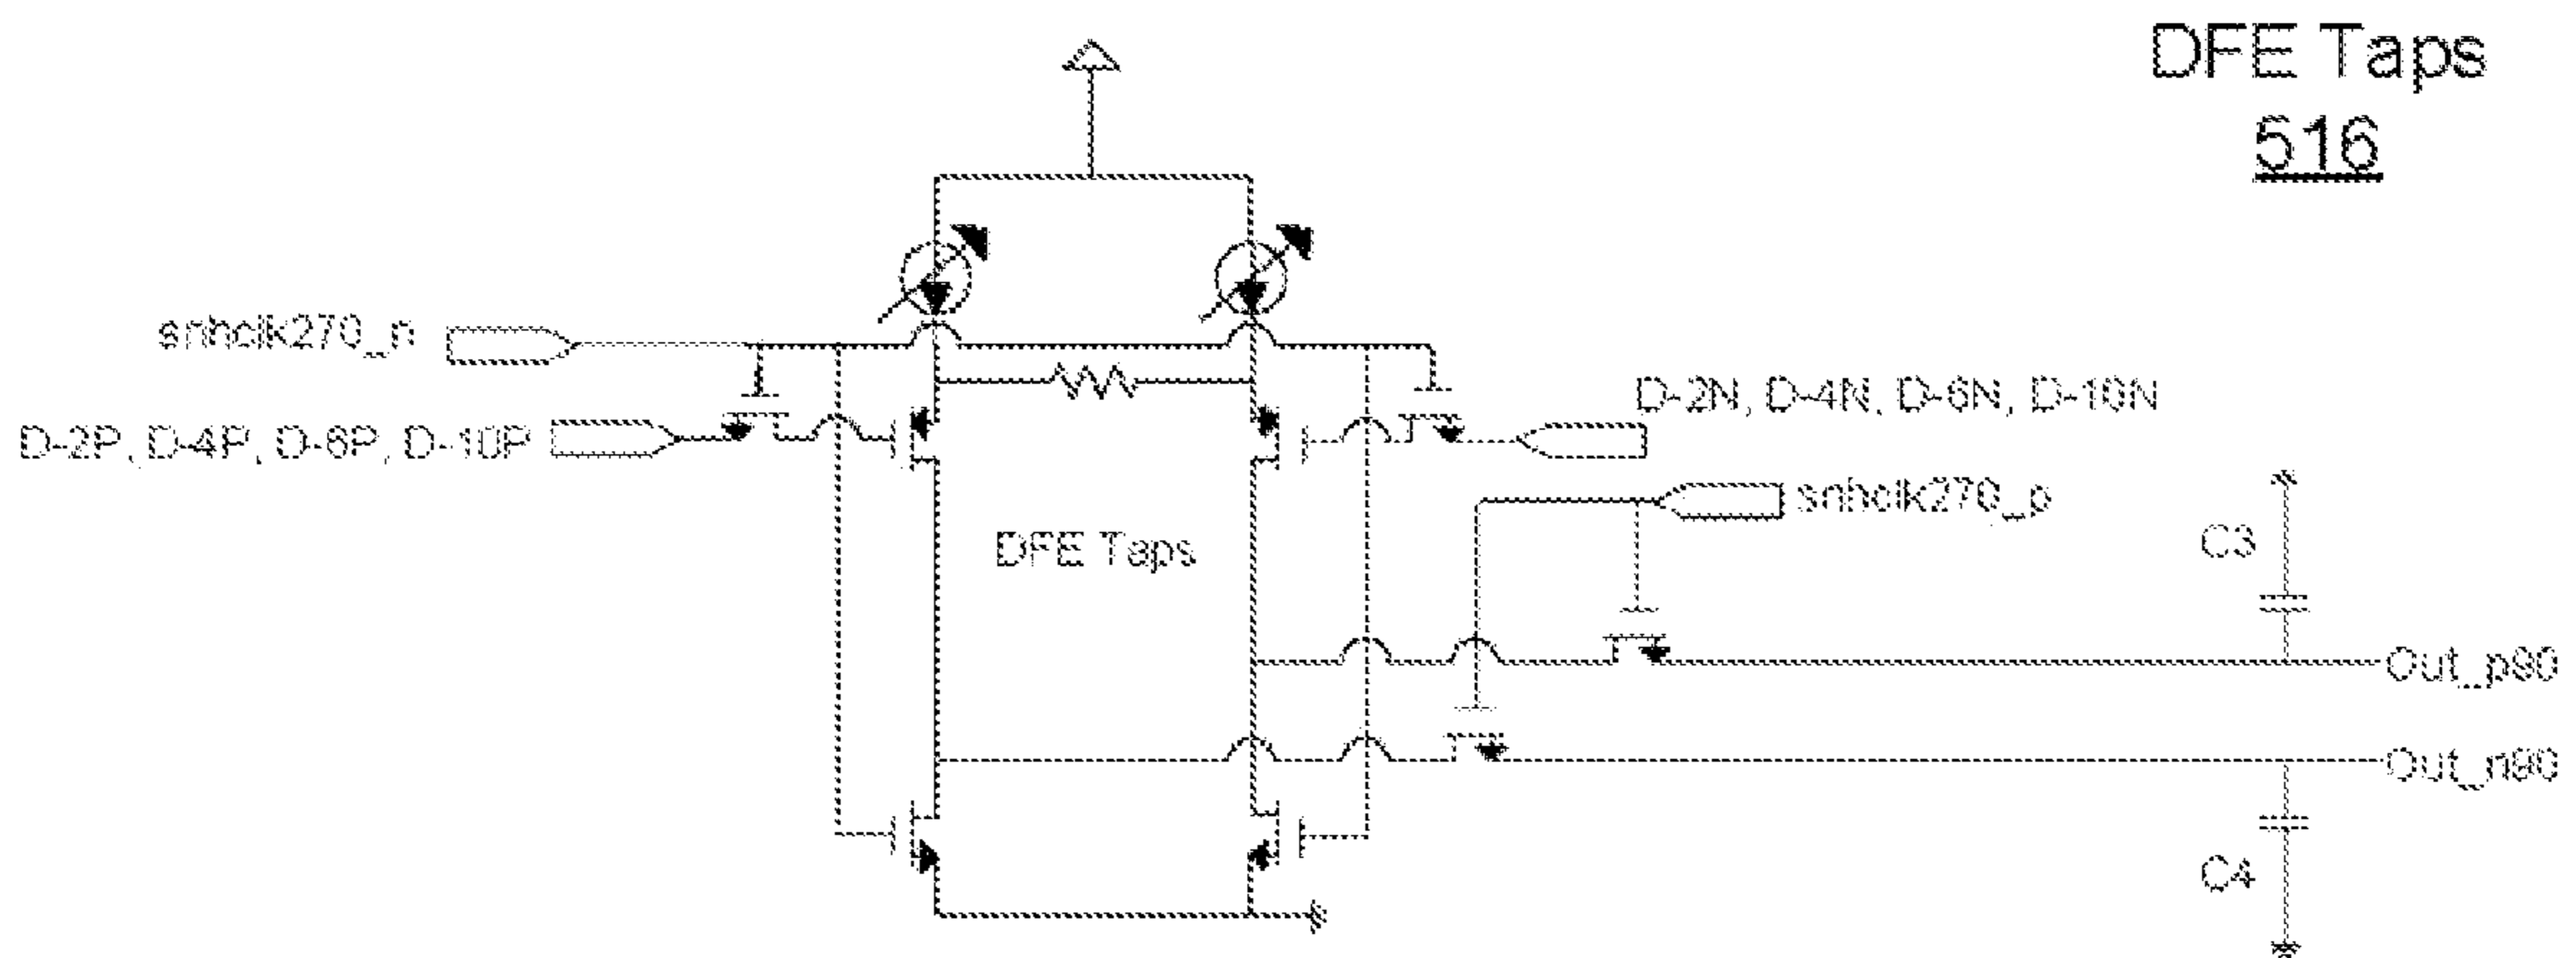 DFE Taps
516
snhclk270_n
D-2N, D-4N, D-6N, D-10N
D-2P, D-4P, D-6P, D-10P
snhclk270_p
DFE Taps
C3
Out_p90
Out_n90
C4